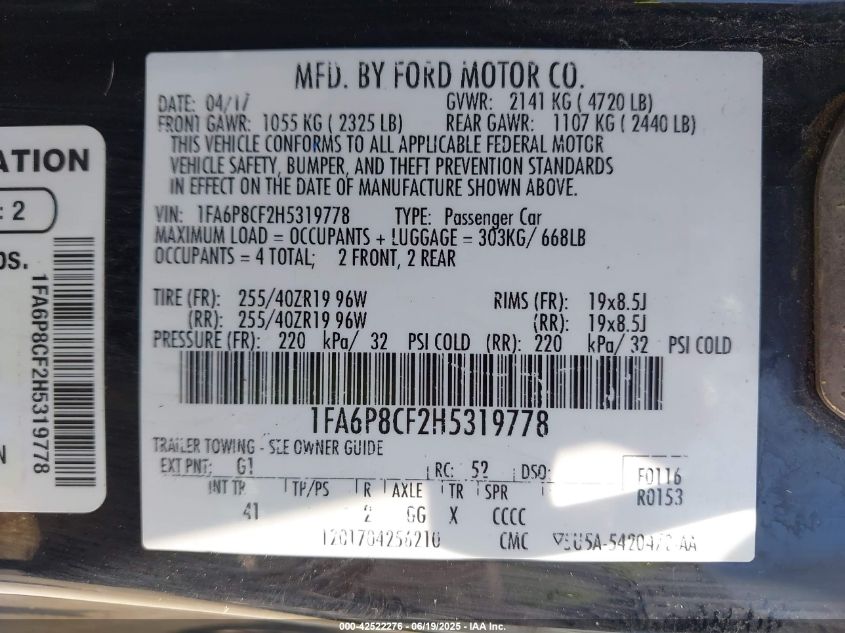 MFD. BY FORD MOTOR CO.
DATE: 04/17 GVWR: 2141 KG ( 4720 LB)
FRONT GAWR: 1055 KG ( 2325 LB) REAR GAWR: 1107 KG ( 2440 LB)
THIS VEHICLE CONFORMS TO ALL APPLICABLE FEDERAL MOTOR
VEHICLE SAFETY, BUMPER, AND THEFT PREVENTION STANDARDS
IN EFFECT ON THE DATE OF MANUFACTURE SHOWN ABOVE.
VIN: 1FA6P8CF2H5319778 TYPE: Passenger Car
MAXIMUM LOAD = OCCUPANTS + LUGGAGE = 303KG/ 668LB
OCCUPANTS = 4 TOTAL; 2 FRONT, 2 REAR
TIRE (FR): 255/40ZR19 96W RIMS (FR): 19x8.5J
(RR): 255/40ZR19 96W (RR): 19x8.5J
PRESSURE (FR): 220 kPa/ 32 PSI COLD (RR): 220 kPa/ 32 PSI COLD
1FA6P8CF2H5319778
TRAILER TOWING - SEE OWNER GUIDE
EXT PNT: G1 RC: 52 DSO: F0116
R0153
INT TR TP/PS R AXLE TR SPR
41 2 GG X CCCC
1201704256210 CMC
ATION
: 2
OS.
1FA6P8CF2H5319778
N
000-42522276 - 06/19/2025 - IAA Inc.